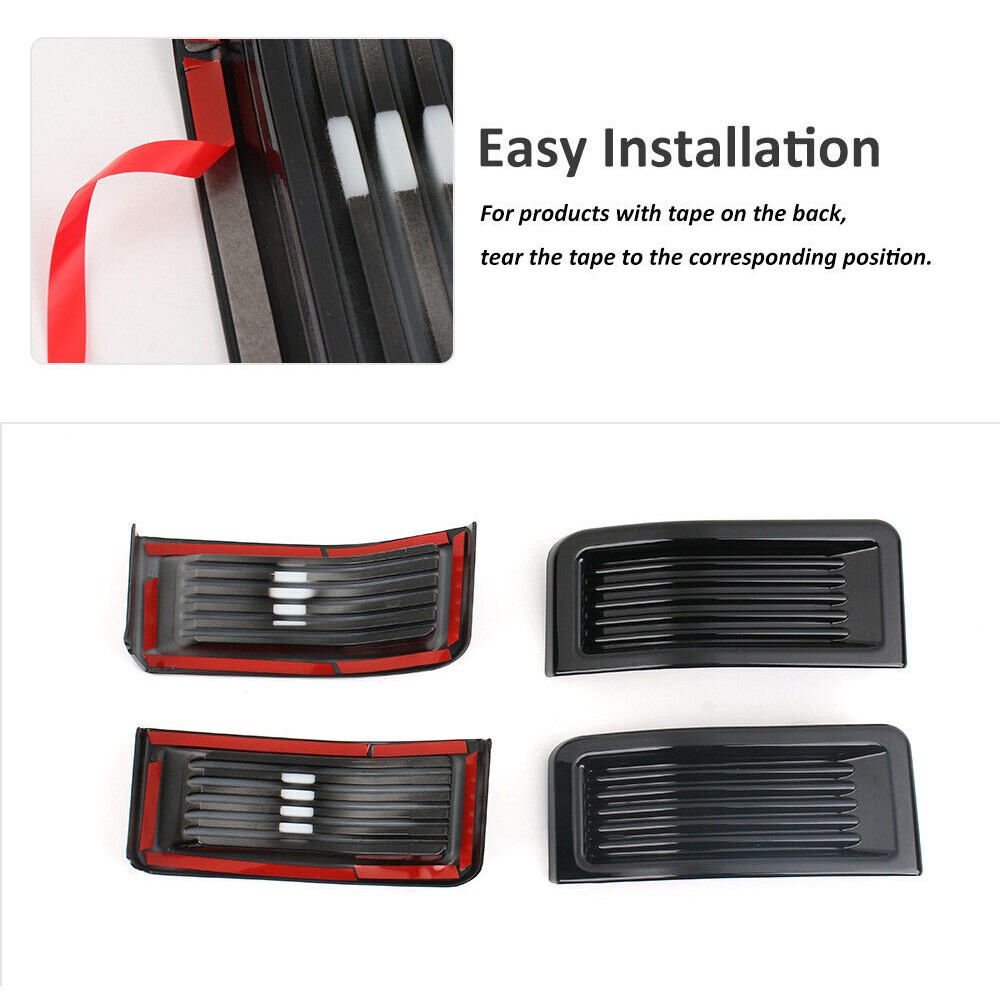 Easy Installation
For products with tape on the back,
tear the tape to the corresponding position.